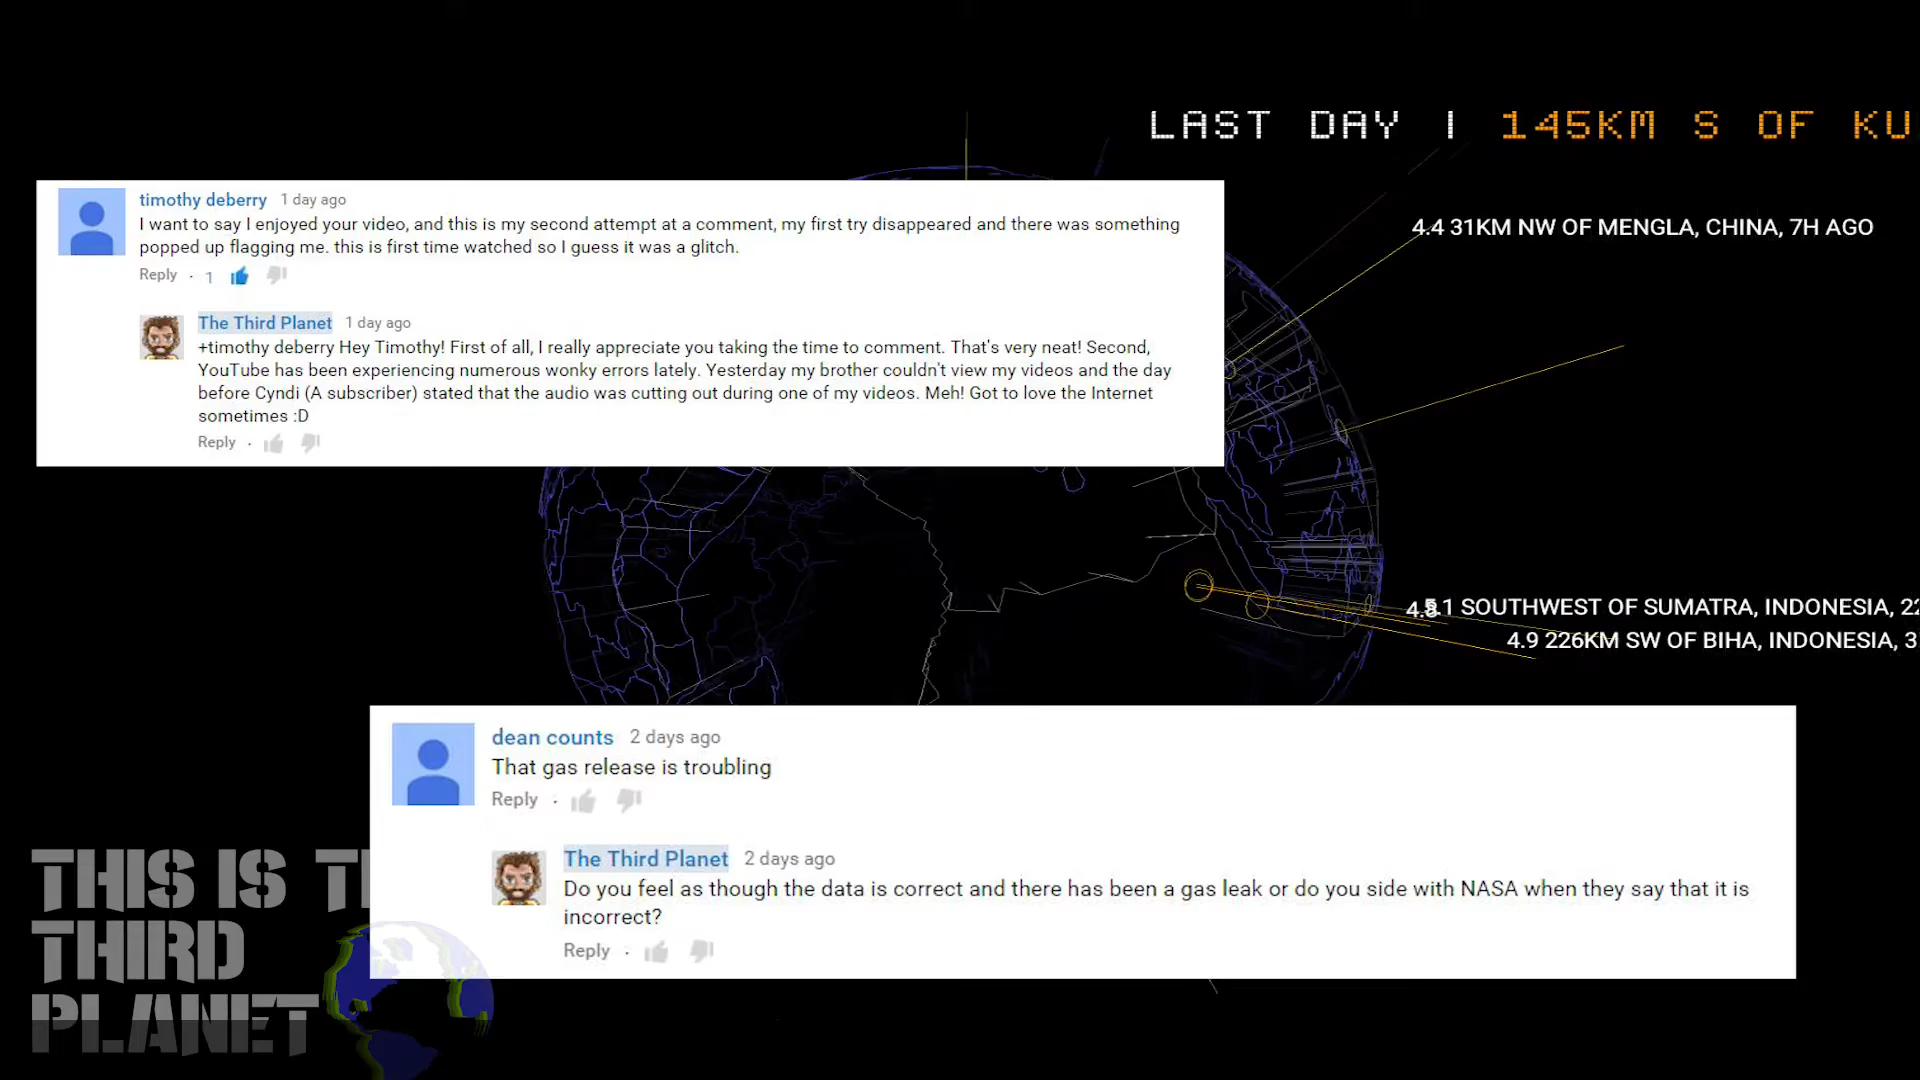 LAST DAY | 145KM S OF KU
timothy deberry 1 day ago
I want to say I enjoyed your video, and this is my second attempt at a comment, my first try disappeared and there was something
popped up flagging me. this is first time watched so I guess it was a glitch.
Reply · 1
The Third Planet 1 day ago
+timothy deberry Hey Timothy! First of all, I really appreciate you taking the time to comment. That's very neat! Second,
YouTube has been experiencing numerous wonky errors lately. Yesterday my brother couldn't view my videos and the day
before Cyndi (A subscriber) stated that the audio was cutting out during one of my videos. Meh! Got to love the Internet
sometimes :D
Reply ·
4.4 31KM NW OF MENGLA, CHINA, 7H AGO
5.1 SOUTHWEST OF SUMATRA, INDONESIA, 22
4.9 226KM SW OF BIHA, INDONESIA, 3
dean counts 2 days ago
That gas release is troubling
Reply ·
The Third Planet 2 days ago
Do you feel as though the data is correct and there has been a gas leak or do you side with NASA when they say that it is
incorrect?
Reply ·
THIS IS T
THIRD
PLANET